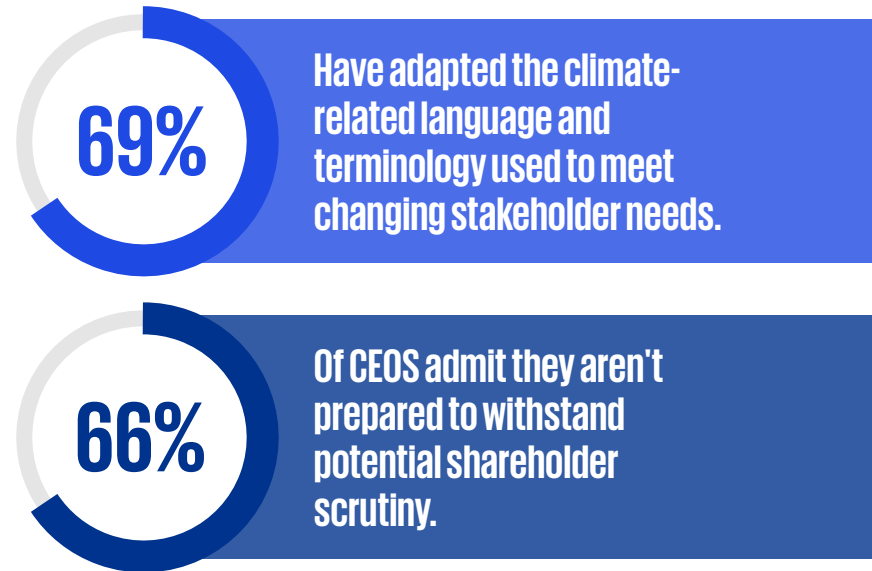 69%
Have adapted the climate-
related language and
terminology used to meet
changing stakeholder needs.
66%
Of CEOS admit they aren't
prepared to withstand
potential shareholder
scrutiny.